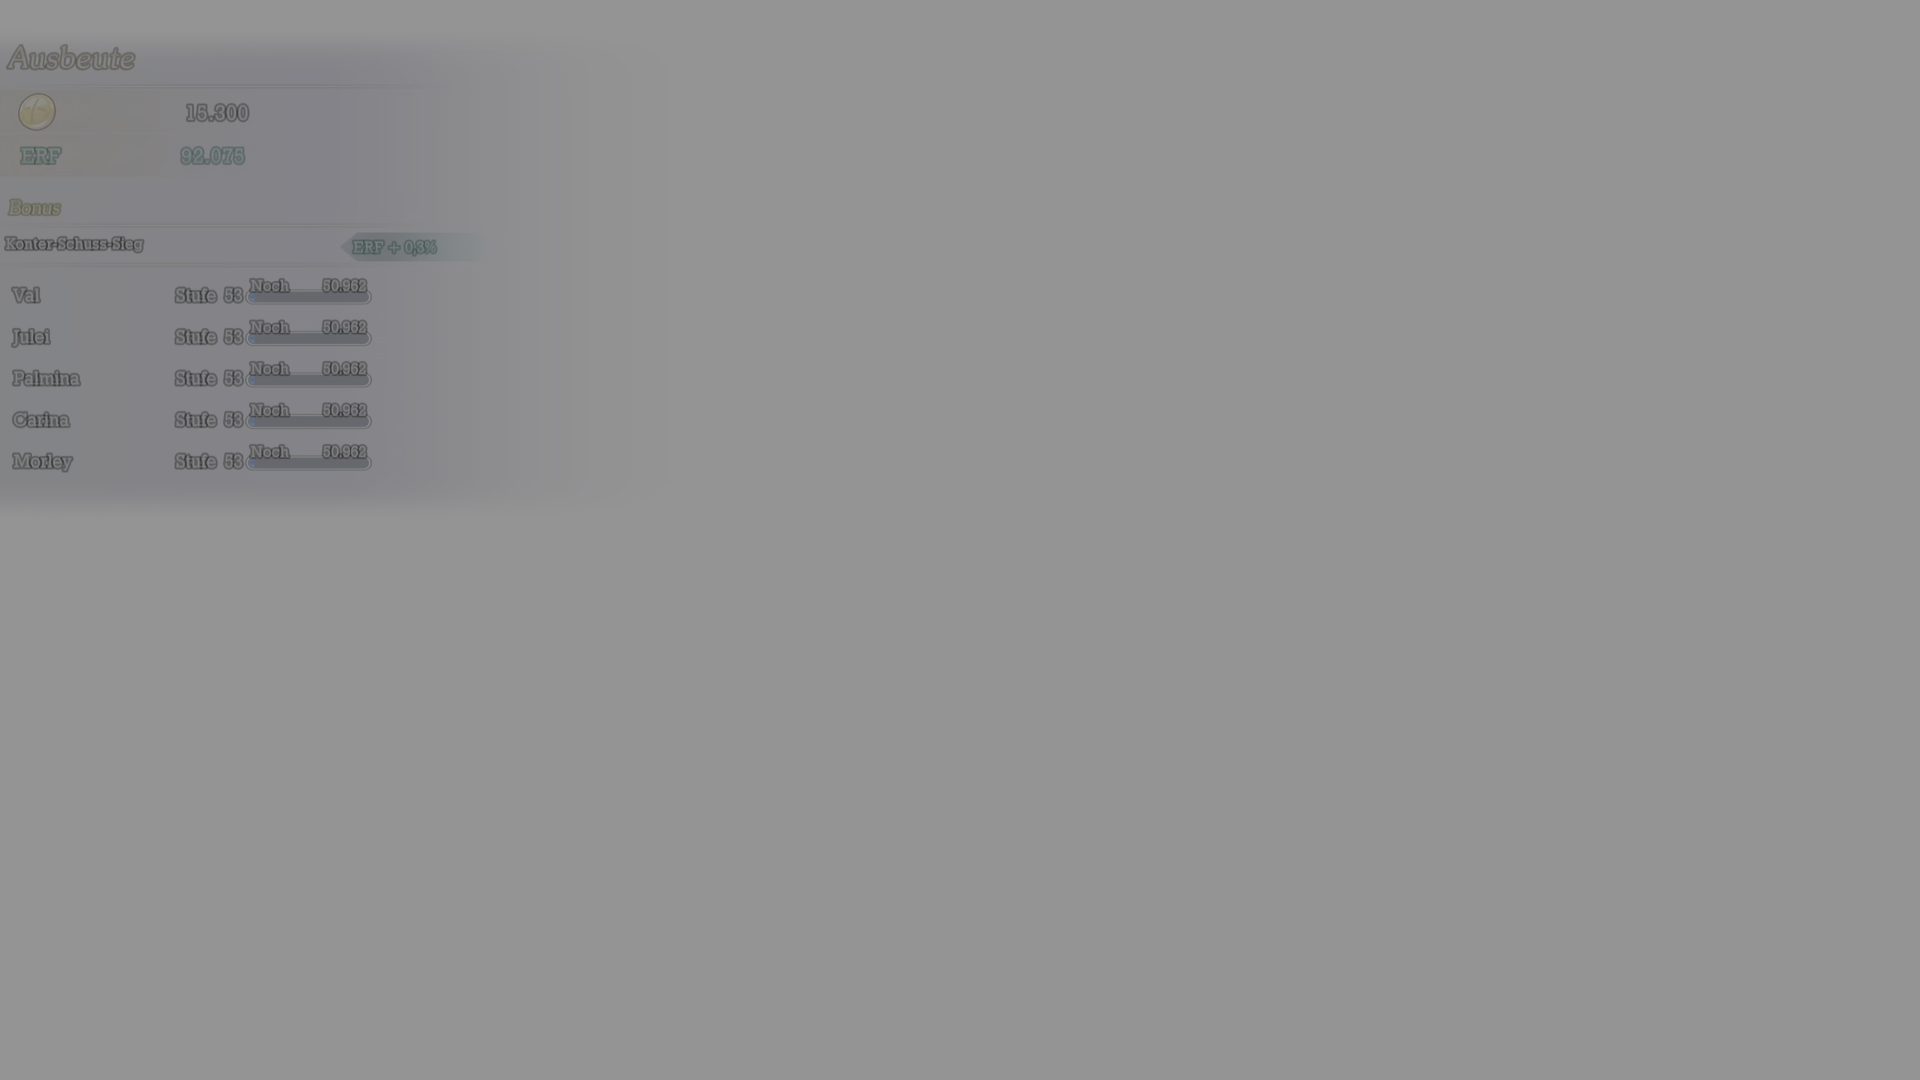 Ausbeute
15.300
ERF 92.075
Bonus
Konter-Schuss-Sieg ERF + 0,3%
Val Stufe 53 Noch 50.962
Julei Stufe 53 Noch 50.962
Palmina Stufe 53 Noch 50.962
Carina Stufe 53 Noch 50.962
Morley Stufe 53 Noch 50.962